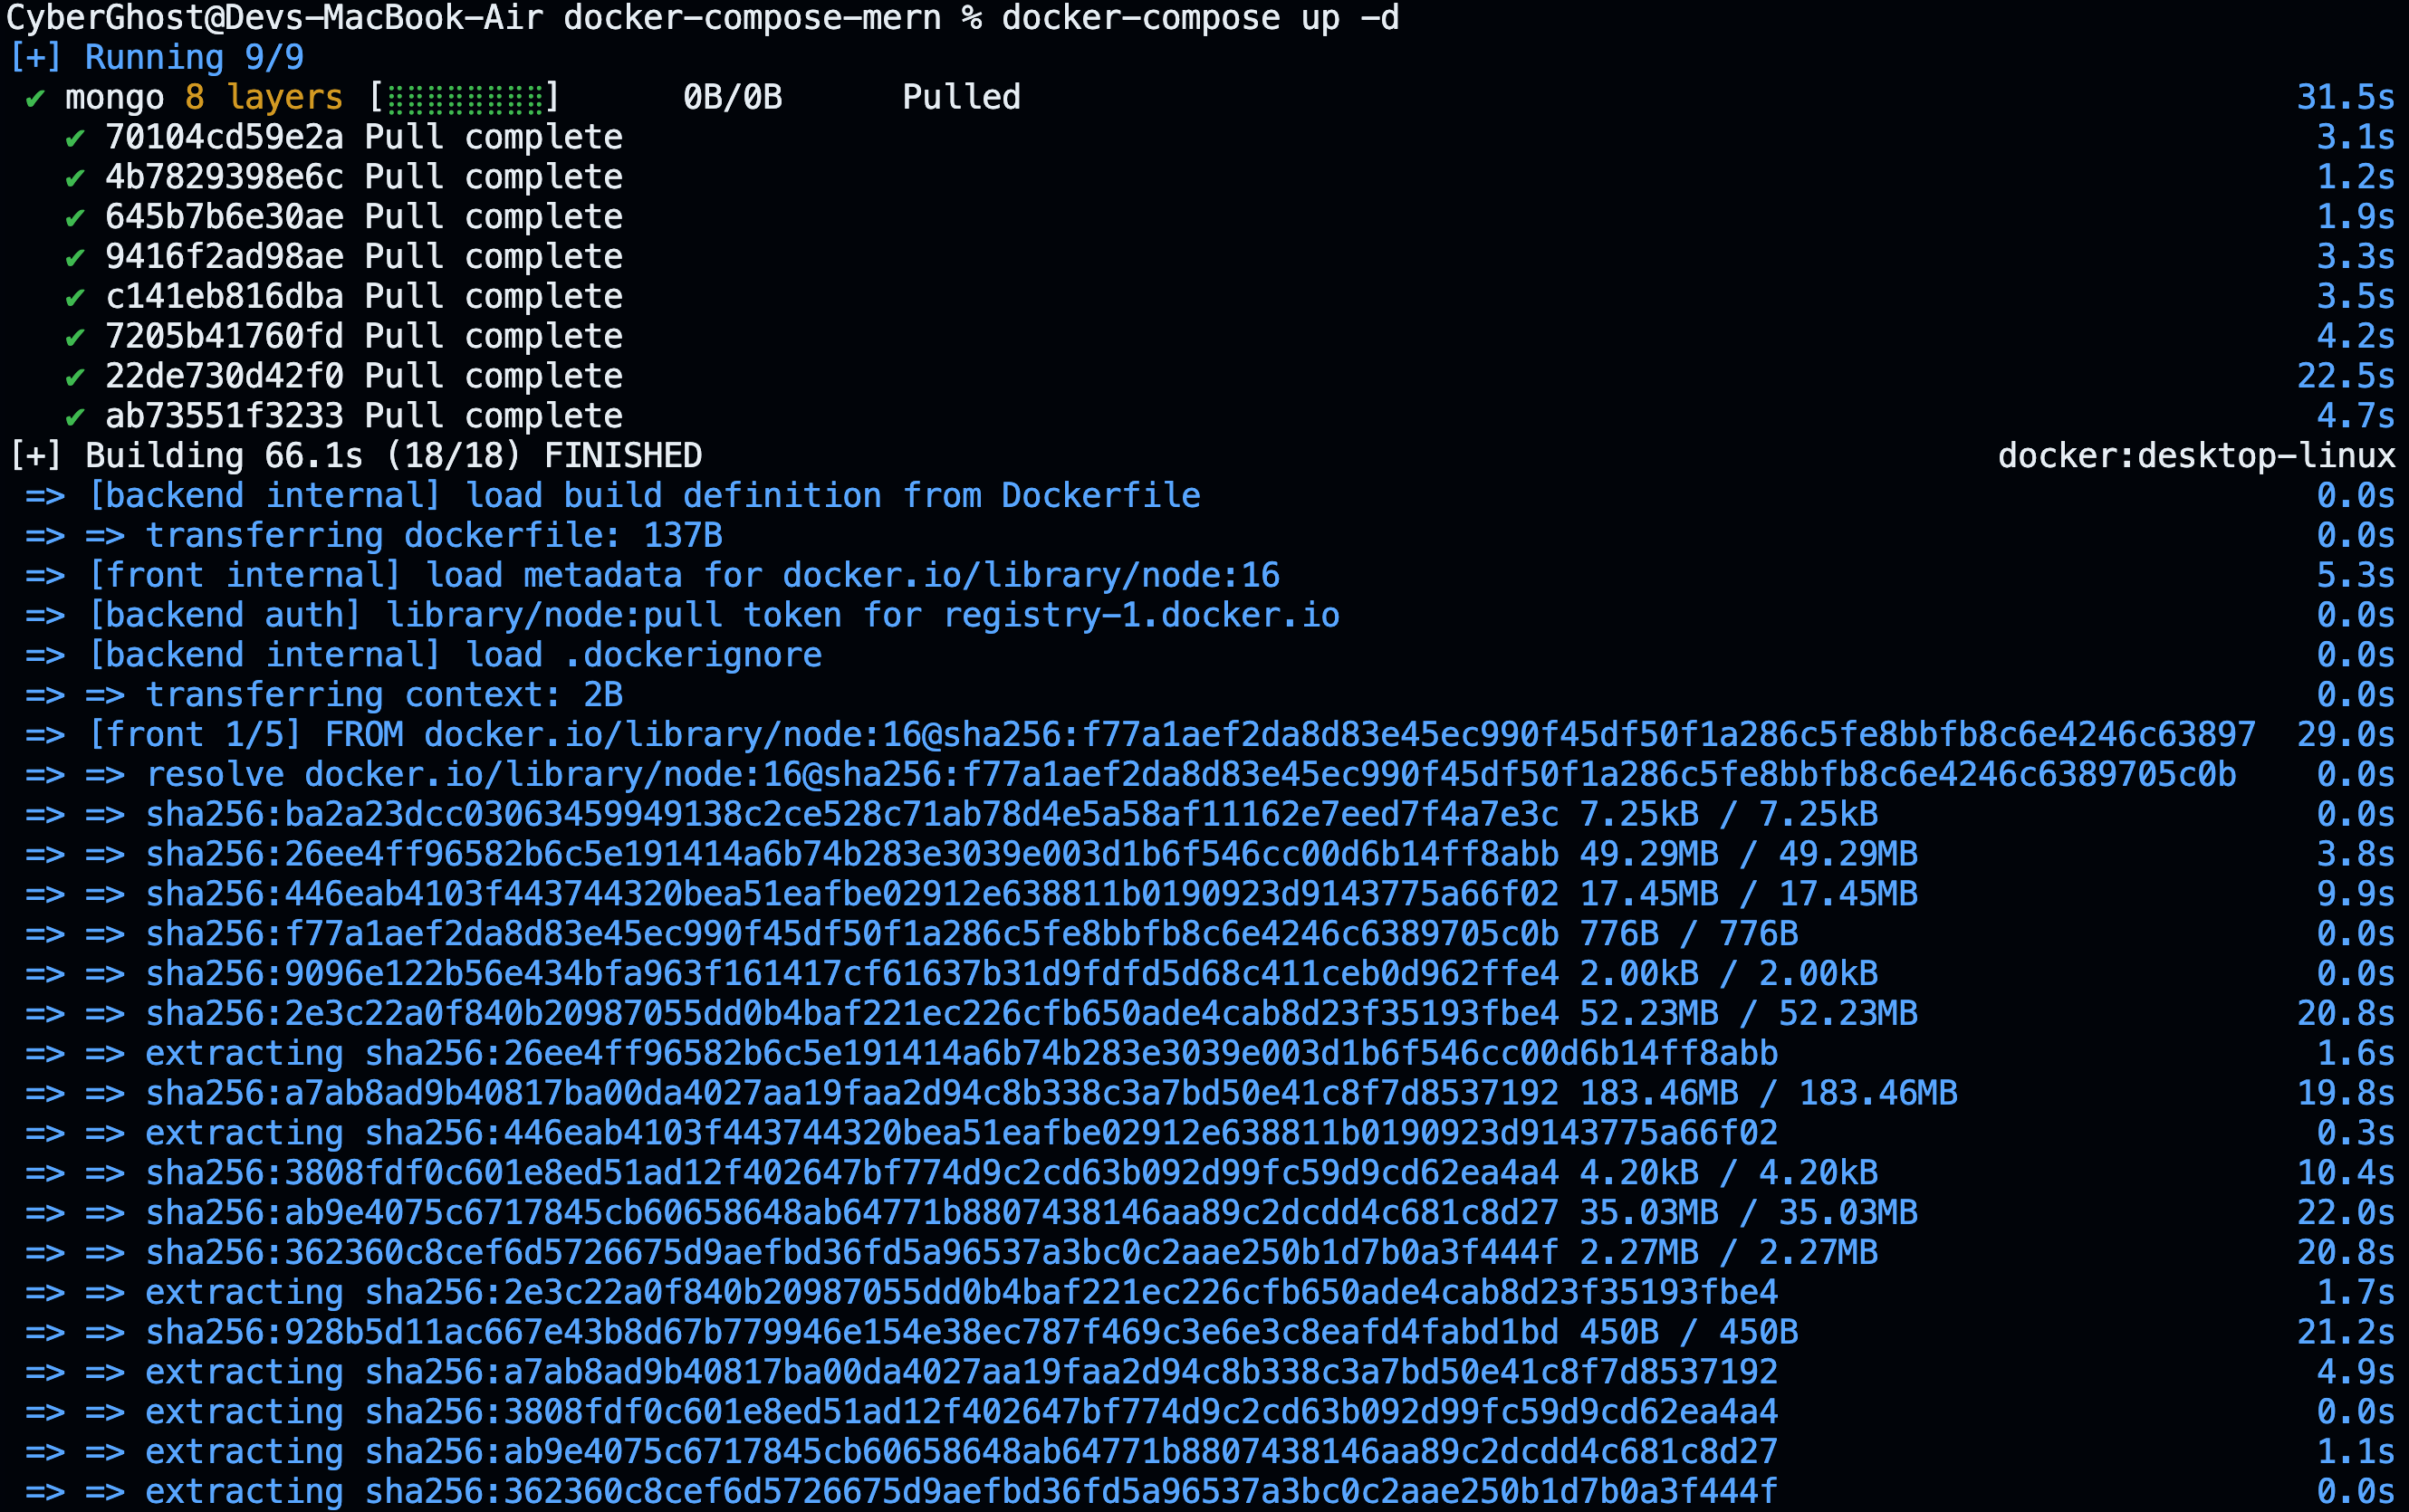 CyberGhost@Devs-MacBook-Air docker-compose-mern % docker-compose up -d
[+] Running 9/9
✔ mongo 8 layers [⣿⣿⣿⣿⣿⣿⣿⣿] 0B/0B Pulled 31.5s
✔ 70104cd59e2a Pull complete 3.1s
✔ 4b7829398e6c Pull complete 1.2s
✔ 645b7b6e30ae Pull complete 1.9s
✔ 9416f2ad98ae Pull complete 3.3s
✔ c141eb816dba Pull complete 3.5s
✔ 7205b41760fd Pull complete 4.2s
✔ 22de730d42f0 Pull complete 22.5s
✔ ab73551f3233 Pull complete 4.7s
[+] Building 66.1s (18/18) FINISHED docker:desktop-linux
=> [backend internal] load build definition from Dockerfile 0.0s
=> => transferring dockerfile: 137B 0.0s
=> [front internal] load metadata for docker.io/library/node:16 5.3s
=> [backend auth] library/node:pull token for registry-1.docker.io 0.0s
=> [backend internal] load .dockerignore 0.0s
=> => transferring context: 2B 0.0s
=> [front 1/5] FROM docker.io/library/node:16@sha256:f77a1aef2da8d83e45ec990f45df50f1a286c5fe8bbfb8c6e4246c63897 29.0s
=> => resolve docker.io/library/node:16@sha256:f77a1aef2da8d83e45ec990f45df50f1a286c5fe8bbfb8c6e4246c6389705c0b 0.0s
=> => sha256:ba2a23dcc03063459949138c2ce528c71ab78d4e5a58af11162e7eed7f4a7e3c 7.25kB / 7.25kB 0.0s
=> => sha256:26ee4ff96582b6c5e191414a6b74b283e3039e003d1b6f546cc00d6b14ff8abb 49.29MB / 49.29MB 3.8s
=> => sha256:446eab4103f443744320bea51eafbe02912e638811b0190923d9143775a66f02 17.45MB / 17.45MB 9.9s
=> => sha256:f77a1aef2da8d83e45ec990f45df50f1a286c5fe8bbfb8c6e4246c6389705c0b 776B / 776B 0.0s
=> => sha256:9096e122b56e434bfa963f161417cf61637b31d9fdfd5d68c411ceb0d962ffe4 2.00kB / 2.00kB 0.0s
=> => sha256:2e3c22a0f840b20987055dd0b4baf221ec226cfb650ade4cab8d23f35193fbe4 52.23MB / 52.23MB 20.8s
=> => extracting sha256:26ee4ff96582b6c5e191414a6b74b283e3039e003d1b6f546cc00d6b14ff8abb 1.6s
=> => sha256:a7ab8ad9b40817ba00da4027aa19faa2d94c8b338c3a7bd50e41c8f7d8537192 183.46MB / 183.46MB 19.8s
=> => extracting sha256:446eab4103f443744320bea51eafbe02912e638811b0190923d9143775a66f02 0.3s
=> => sha256:3808fdf0c601e8ed51ad12f402647bf774d9c2cd63b092d99fc59d9cd62ea4a4 4.20kB / 4.20kB 10.4s
=> => sha256:ab9e4075c6717845cb60658648ab64771b8807438146aa89c2dcdd4c681c8d27 35.03MB / 35.03MB 22.0s
=> => sha256:362360c8cef6d5726675d9aefbd36fd5a96537a3bc0c2aae250b1d7b0a3f444f 2.27MB / 2.27MB 20.8s
=> => extracting sha256:2e3c22a0f840b20987055dd0b4baf221ec226cfb650ade4cab8d23f35193fbe4 1.7s
=> => sha256:928b5d11ac667e43b8d67b779946e154e38ec787f469c3e6e3c8eafd4fabd1bd 450B / 450B 21.2s
=> => extracting sha256:a7ab8ad9b40817ba00da4027aa19faa2d94c8b338c3a7bd50e41c8f7d8537192 4.9s
=> => extracting sha256:3808fdf0c601e8ed51ad12f402647bf774d9c2cd63b092d99fc59d9cd62ea4a4 0.0s
=> => extracting sha256:ab9e4075c6717845cb60658648ab64771b8807438146aa89c2dcdd4c681c8d27 1.1s
=> => extracting sha256:362360c8cef6d5726675d9aefbd36fd5a96537a3bc0c2aae250b1d7b0a3f444f 0.0s